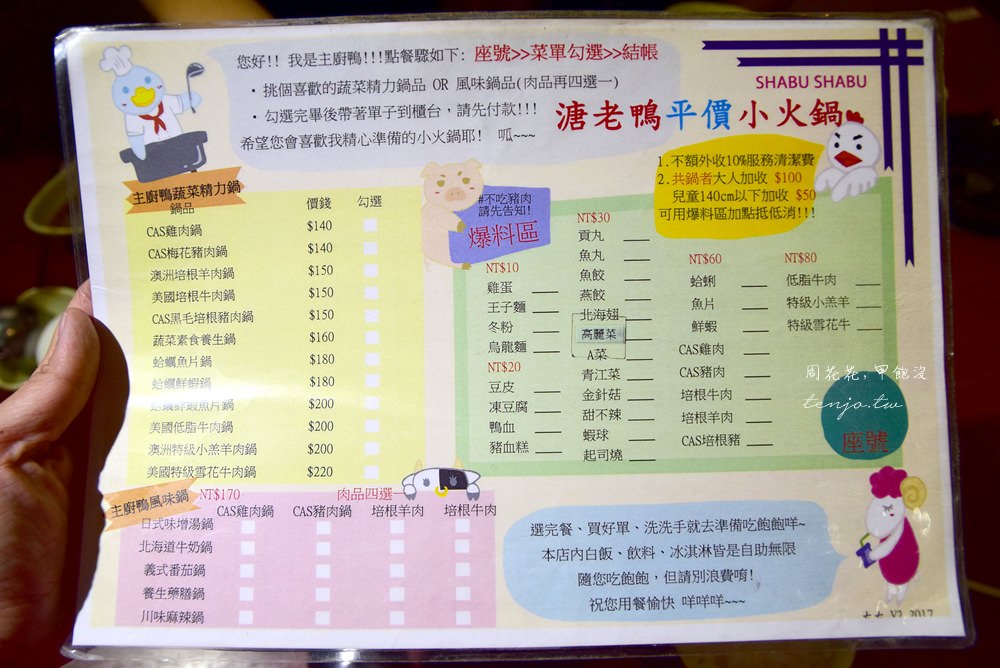 您好!! 我是主廚鴨!!!點餐驟如下: 座號>>菜單勾選>>結帳
・挑個喜歡的蔬菜精力鍋品 OR 風味鍋品(肉品再四選一)
・勾選完畢後帶著單子到櫃台，請先付款!!!
希望您會喜歡我精心準備的小火鍋耶! 呱~~~
SHABU SHABU
溏老鴨平價小火鍋
1.不額外收10%服務清潔費
2.共鍋者大人加收 $100
兒童140cm以下加收 $50
可用爆料區加點抵低消!!!
主廚鴨蔬菜精力鍋
鍋品 價錢 勾選
CAS雞肉鍋 $140
CAS梅花豬肉鍋 $140
澳洲培根羊肉鍋 $150
美國培根牛肉鍋 $150
CAS黑毛培根豬肉鍋 $150
蔬菜素食養生鍋 $160
蛤蠣魚片鍋 $180
蛤蠣鮮蝦鍋 $180
蛤蠣鮮蝦魚片鍋 $200
美國低脂牛肉鍋 $200
澳洲特級小羔羊肉鍋 $200
美國特級雪花牛肉鍋 $220
#不吃豬肉
請先告知!
爆料區
NT$10
雞蛋
王子麵
冬粉
烏龍麵
NT$20
豆皮
凍豆腐
鴨血
豬血糕
NT$30
貢丸
魚丸
魚餃
燕餃
北海翅
高麗菜
A菜
青江菜
金針菇
甜不辣
蝦球
起司燒
NT$60
蛤蜊
魚片
鮮蝦
CAS雞肉
CAS豬肉
培根牛肉
培根羊肉
CAS培根豬
NT$80
低脂牛肉
特級小羔羊
特級雪花牛
周花花，甲飽沒
tenjo.tw
座號
主廚鴨風味鍋 NT$170 肉品四選一
CAS雞肉鍋 CAS豬肉鍋 培根羊肉 培根牛肉
日式味增湯鍋
北海道牛奶鍋
義式番茄鍋
養生藥膳鍋
川味麻辣鍋
選完餐、買好單、洗洗手就去準備吃飽飽咩~
本店內白飯、飲料、冰淇淋皆是自助無限
隨您吃飽飽，但請別浪費唷!
祝您用餐愉快 咩咩咩~~~
V3 2017